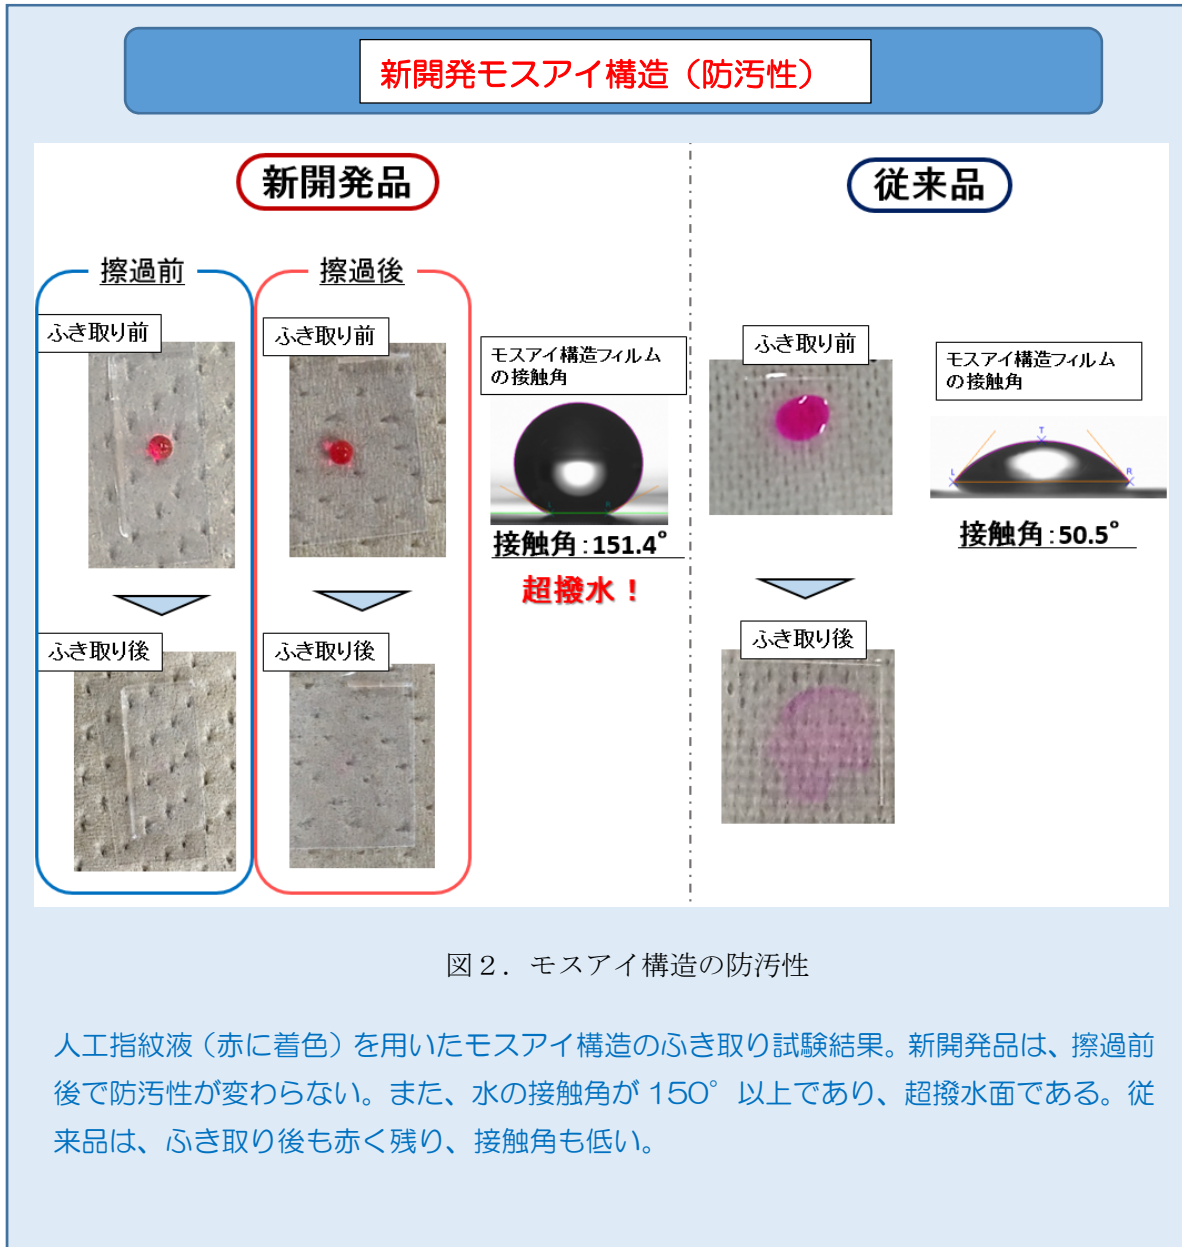 新開発モスアイ構造（防汚性）
新開発品
従来品
擦過前
擦過後
ふき取り前
ふき取り前
モスアイ構造フィルム
の接触角
ふき取り前
モスアイ構造フィルム
の接触角
L
R
T
L
R
接触角：151.4°
超撥水！
接触角：50.5°
ふき取り後
ふき取り後
ふき取り後
図２．モスアイ構造の防汚性
人工指紋液（赤に着色）を用いたモスアイ構造のふき取り試験結果。新開発品は、擦過前
後で防汚性が変わらない。また、水の接触角が 150°以上であり、超撥水面である。従
来品は、ふき取り後も赤く残り、接触角も低い。